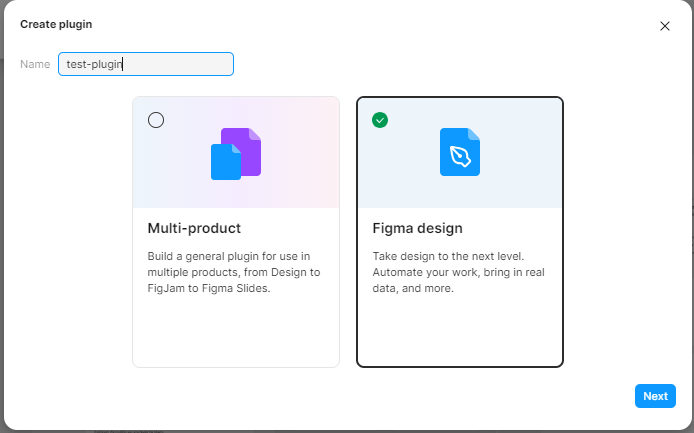 Create plugin
Name
test-plugin
Multi-product
Build a general plugin for use in
multiple products, from Design to
FigJam to Figma Slides.
Figma design
Take design to the next level.
Automate your work, bring in real
data, and more.
Next